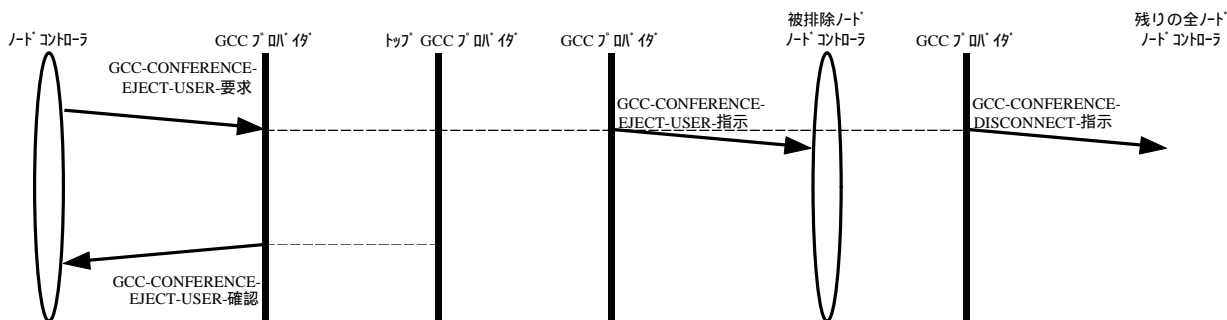 ﾉｰﾄﾞｺﾝﾄﾛｰﾗ
GCC ﾌﾟﾛﾊﾞｲﾀﾞ
ﾄｯﾌﾟ GCC ﾌﾟﾛﾊﾞｲﾀﾞ
GCC ﾌﾟﾛﾊﾞｲﾀﾞ
被排除ﾉｰﾄﾞ
ﾉｰﾄﾞｺﾝﾄﾛｰﾗ
GCC ﾌﾟﾛﾊﾞｲﾀﾞ
残りの全ﾉｰﾄﾞ
ﾉｰﾄﾞｺﾝﾄﾛｰﾗ
GCC-CONFERENCE-
EJECT-USER-要求
GCC-CONFERENCE-
EJECT-USER-指示
GCC-CONFERENCE-
DISCONNECT-指示
GCC-CONFERENCE-
EJECT-USER-確認